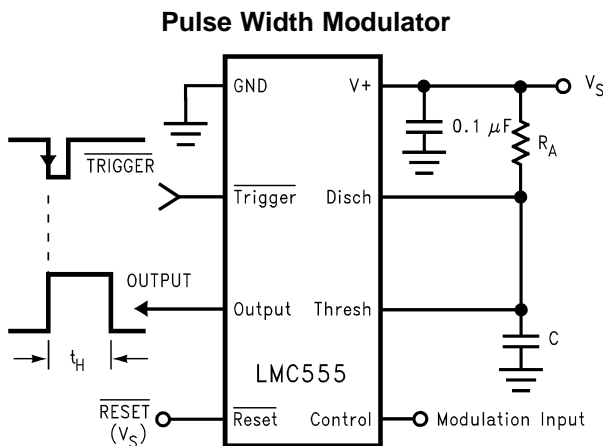 Pulse Width Modulator
GND
V+
V_S
0.1 μF
R_A
TRIGGER
Trigger
Disch
OUTPUT
Output
Thresh
C
t_H
LMC555
RESET
(V_S)
Reset
Control
Modulation Input